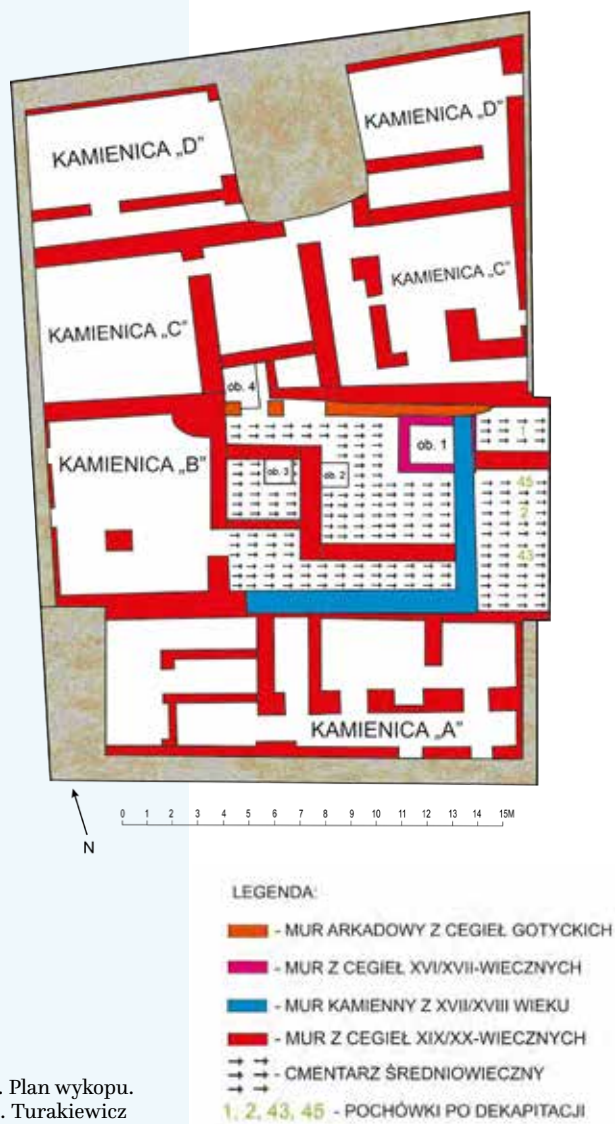 KAMIENICA „D”
KAMIENICA „D”
KAMIENICA „C”
KAMIENICA „C”
ob. 4
1
ob. 1
KAMIENICA „B”
ob. 3
ob. 2
45
2
43
KAMIENICA „A”
N
0 1 2 3 4 5 6 7 8 9 10 11 12 13 14 15M
LEGENDA:
- MUR ARKADOWY Z CEGIEŁ GOTYCKICH
- MUR Z CEGIEŁ XVI/XVII-WIECZNYCH
- MUR KAMIENNY Z XVII/XVIII WIEKU
- MUR Z CEGIEŁ XIX/XX-WIECZNYCH
- CMENTARZ ŚREDNIOWIECZNY
1, 2, 43, 45 - POCHÓWKI PO DEKAPITACJI
. Plan wykopu.
. Turakiewicz